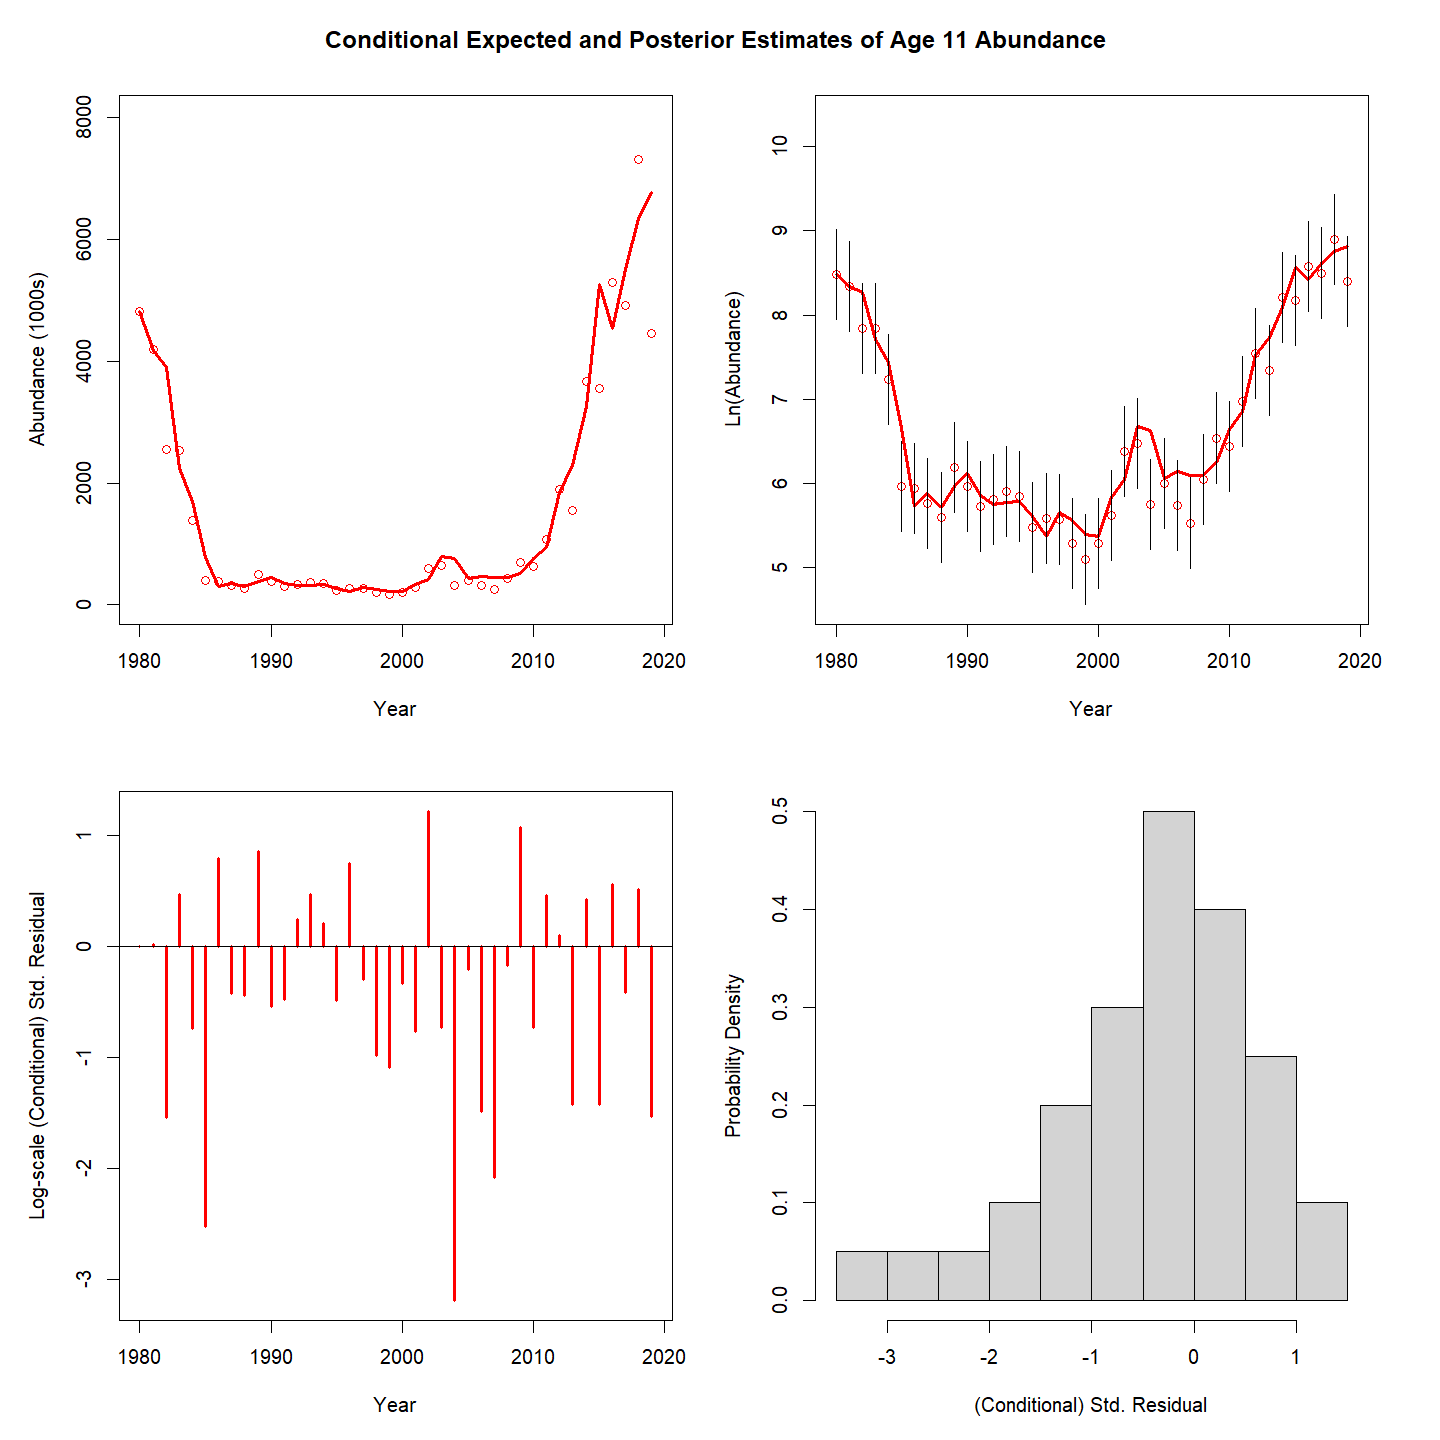 Conditional Expected and Posterior Estimates of Age 11 Abundance
Abundance (1000s)
8000
6000
4000
2000
0
1980 1990 2000 2010 2020
Year
Ln(Abundance)
10
9
8
7
6
5
1980 1990 2000 2010 2020
Year
Log-scale (Conditional) Std. Residual
1
0
-1
-2
-3
1980 1990 2000 2010 2020
Year
Probability Density
0.5
0.4
0.3
0.2
0.1
0.0
-3 -2 -1 0 1
(Conditional) Std. Residual